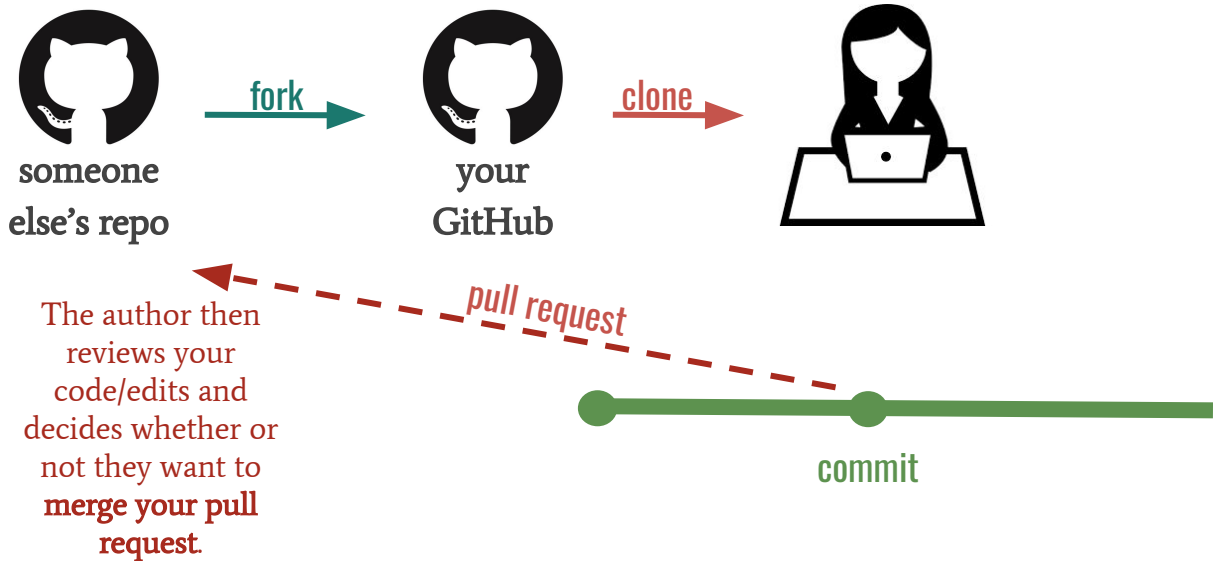 fork
clone
someone
else’s repo
your
GitHub
pull request
The author then
reviews your
code/edits and
decides whether or
not they want to
merge your pull
request.
commit